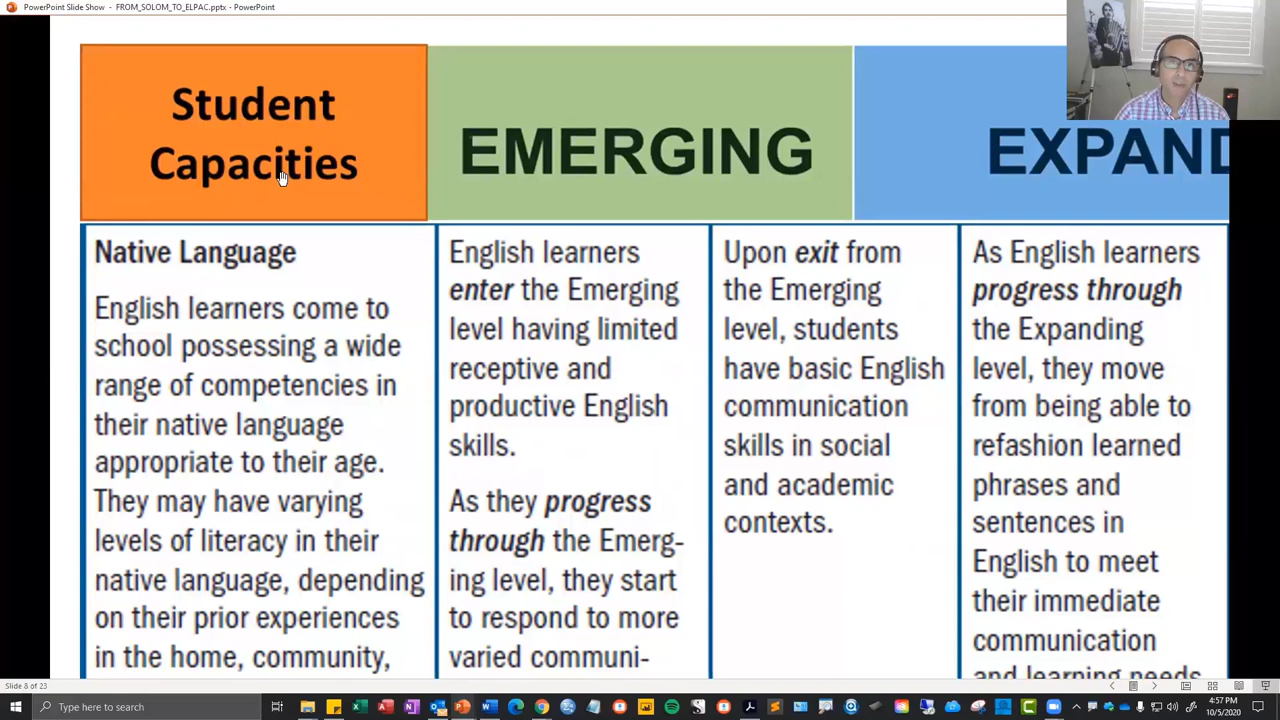 PowerPoint Slide Show - FROM_SOLOM_TO_ELPAC.pptx - PowerPoint
Student
Capacities
EMERGING
EXPAND
Native Language
English learners come to
school possessing a wide
range of competencies in
their native language
appropriate to their age.
They may have varying
levels of literacy in their
native language, depending
on their prior experiences
in the home, community,
English learners
enter the Emerging
level having limited
receptive and
productive English
skills.
As they progress
through the Emerg-
ing level, they start
to respond to more
varied communi-
Upon exit from
the Emerging
level, students
have basic English
communication
skills in social
and academic
contexts.
As English learners
progress through
the Expanding
level, they move
from being able to
refashion learned
phrases and
sentences in
English to meet
their immediate
communication
and learning needs
Slide 8 of 23
Type here to search
4:57 PM
10/5/2020